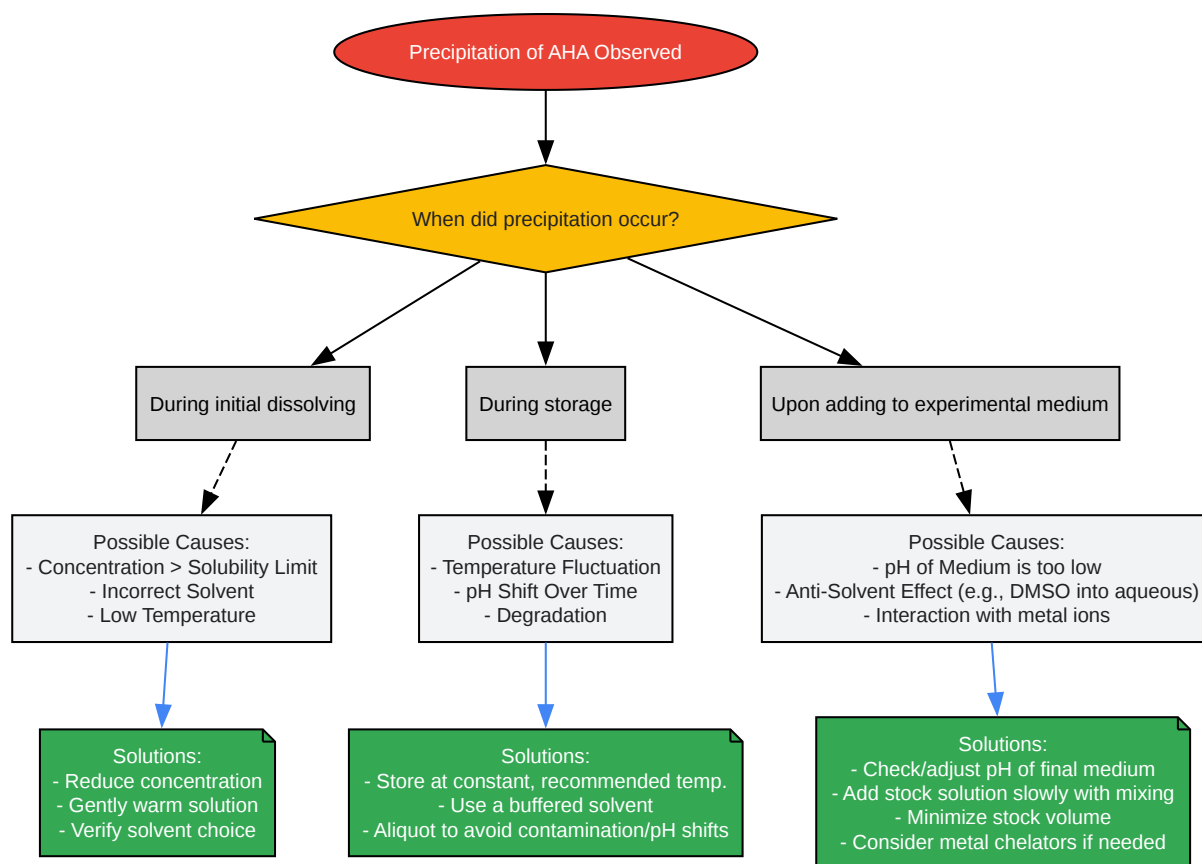 Precipitation of AHA Observed
When did precipitation occur?
During initial dissolving
During storage
Upon adding to experimental medium
Possible Causes:
- Concentration > Solubility Limit
- Incorrect Solvent
- Low Temperature
Possible Causes:
- Temperature Fluctuation
- pH Shift Over Time
- Degradation
Possible Causes:
- pH of Medium is too low
- Anti-Solvent Effect (e.g., DMSO into aqueous)
- Interaction with metal ions
Solutions:
- Reduce concentration
- Gently warm solution
- Verify solvent choice
Solutions:
- Store at constant, recommended temp.
- Use a buffered solvent
- Aliquot to avoid contamination/pH shifts
Solutions:
- Check/adjust pH of final medium
- Add stock solution slowly with mixing
- Minimize stock volume
- Consider metal chelators if needed